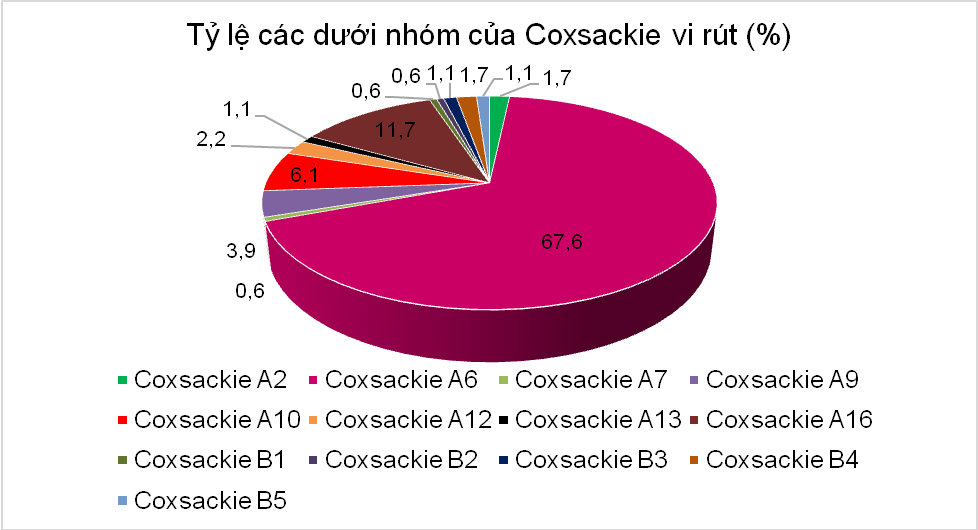 Tỷ lệ các dưới nhóm của Coxsackie vi rút (%)
0,6 1,1 1,7 1,1 1,7
0,6
1,1
11,7
2,2
6,1
67,6
3,9
0,6
Coxsackie A2 Coxsackie A6 Coxsackie A7 Coxsackie A9
Coxsackie A10 Coxsackie A12 Coxsackie A13 Coxsackie A16
Coxsackie B1 Coxsackie B2 Coxsackie B3 Coxsackie B4
Coxsackie B5